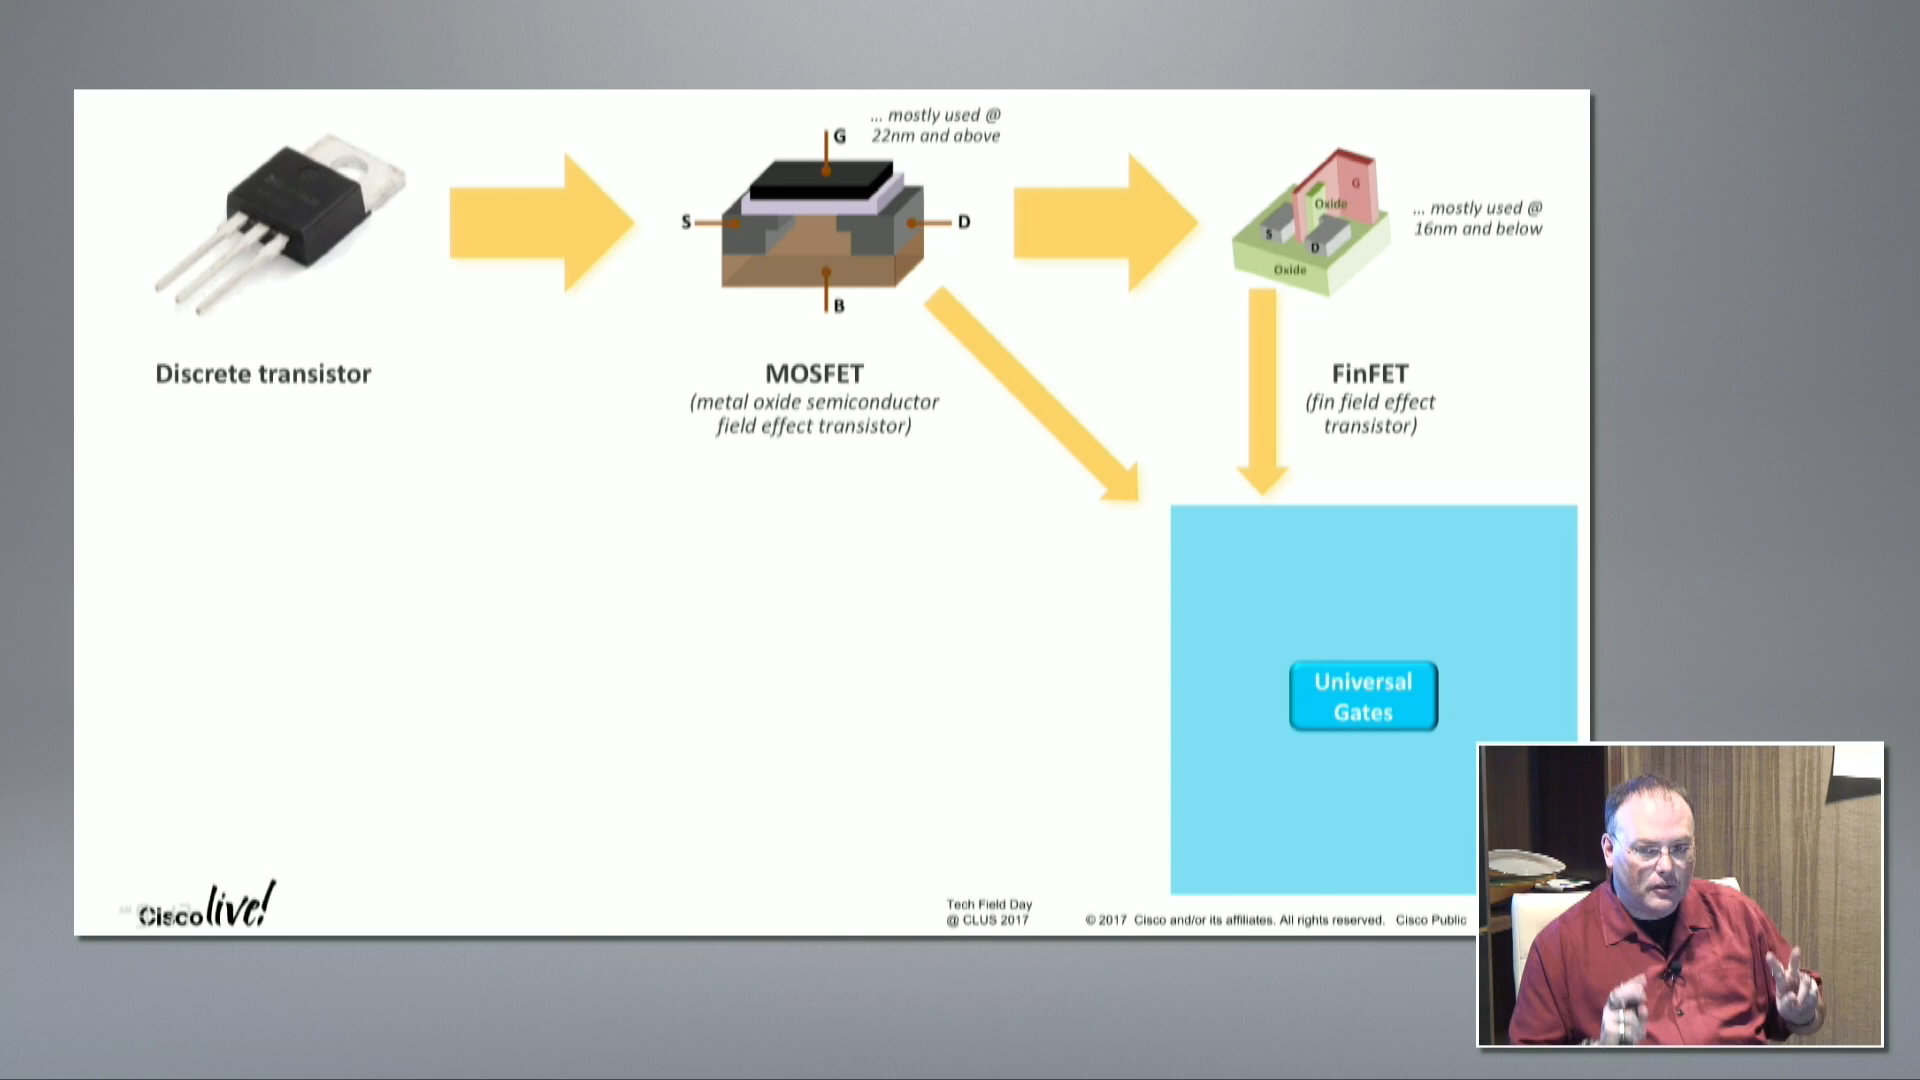 ... mostly used @
22nm and above
G
S
D
B
G
Oxide
S
D
Oxide
... mostly used @
16nm and below
Discrete transistor
MOSFET
(metal oxide semiconductor
field effect transistor)
FinFET
(fin field effect
transistor)
Universal
Gates
Cisco live!
Tech Field Day
@ CLUS 2017
© 2017 Cisco and/or its affiliates. All rights reserved. Cisco Public